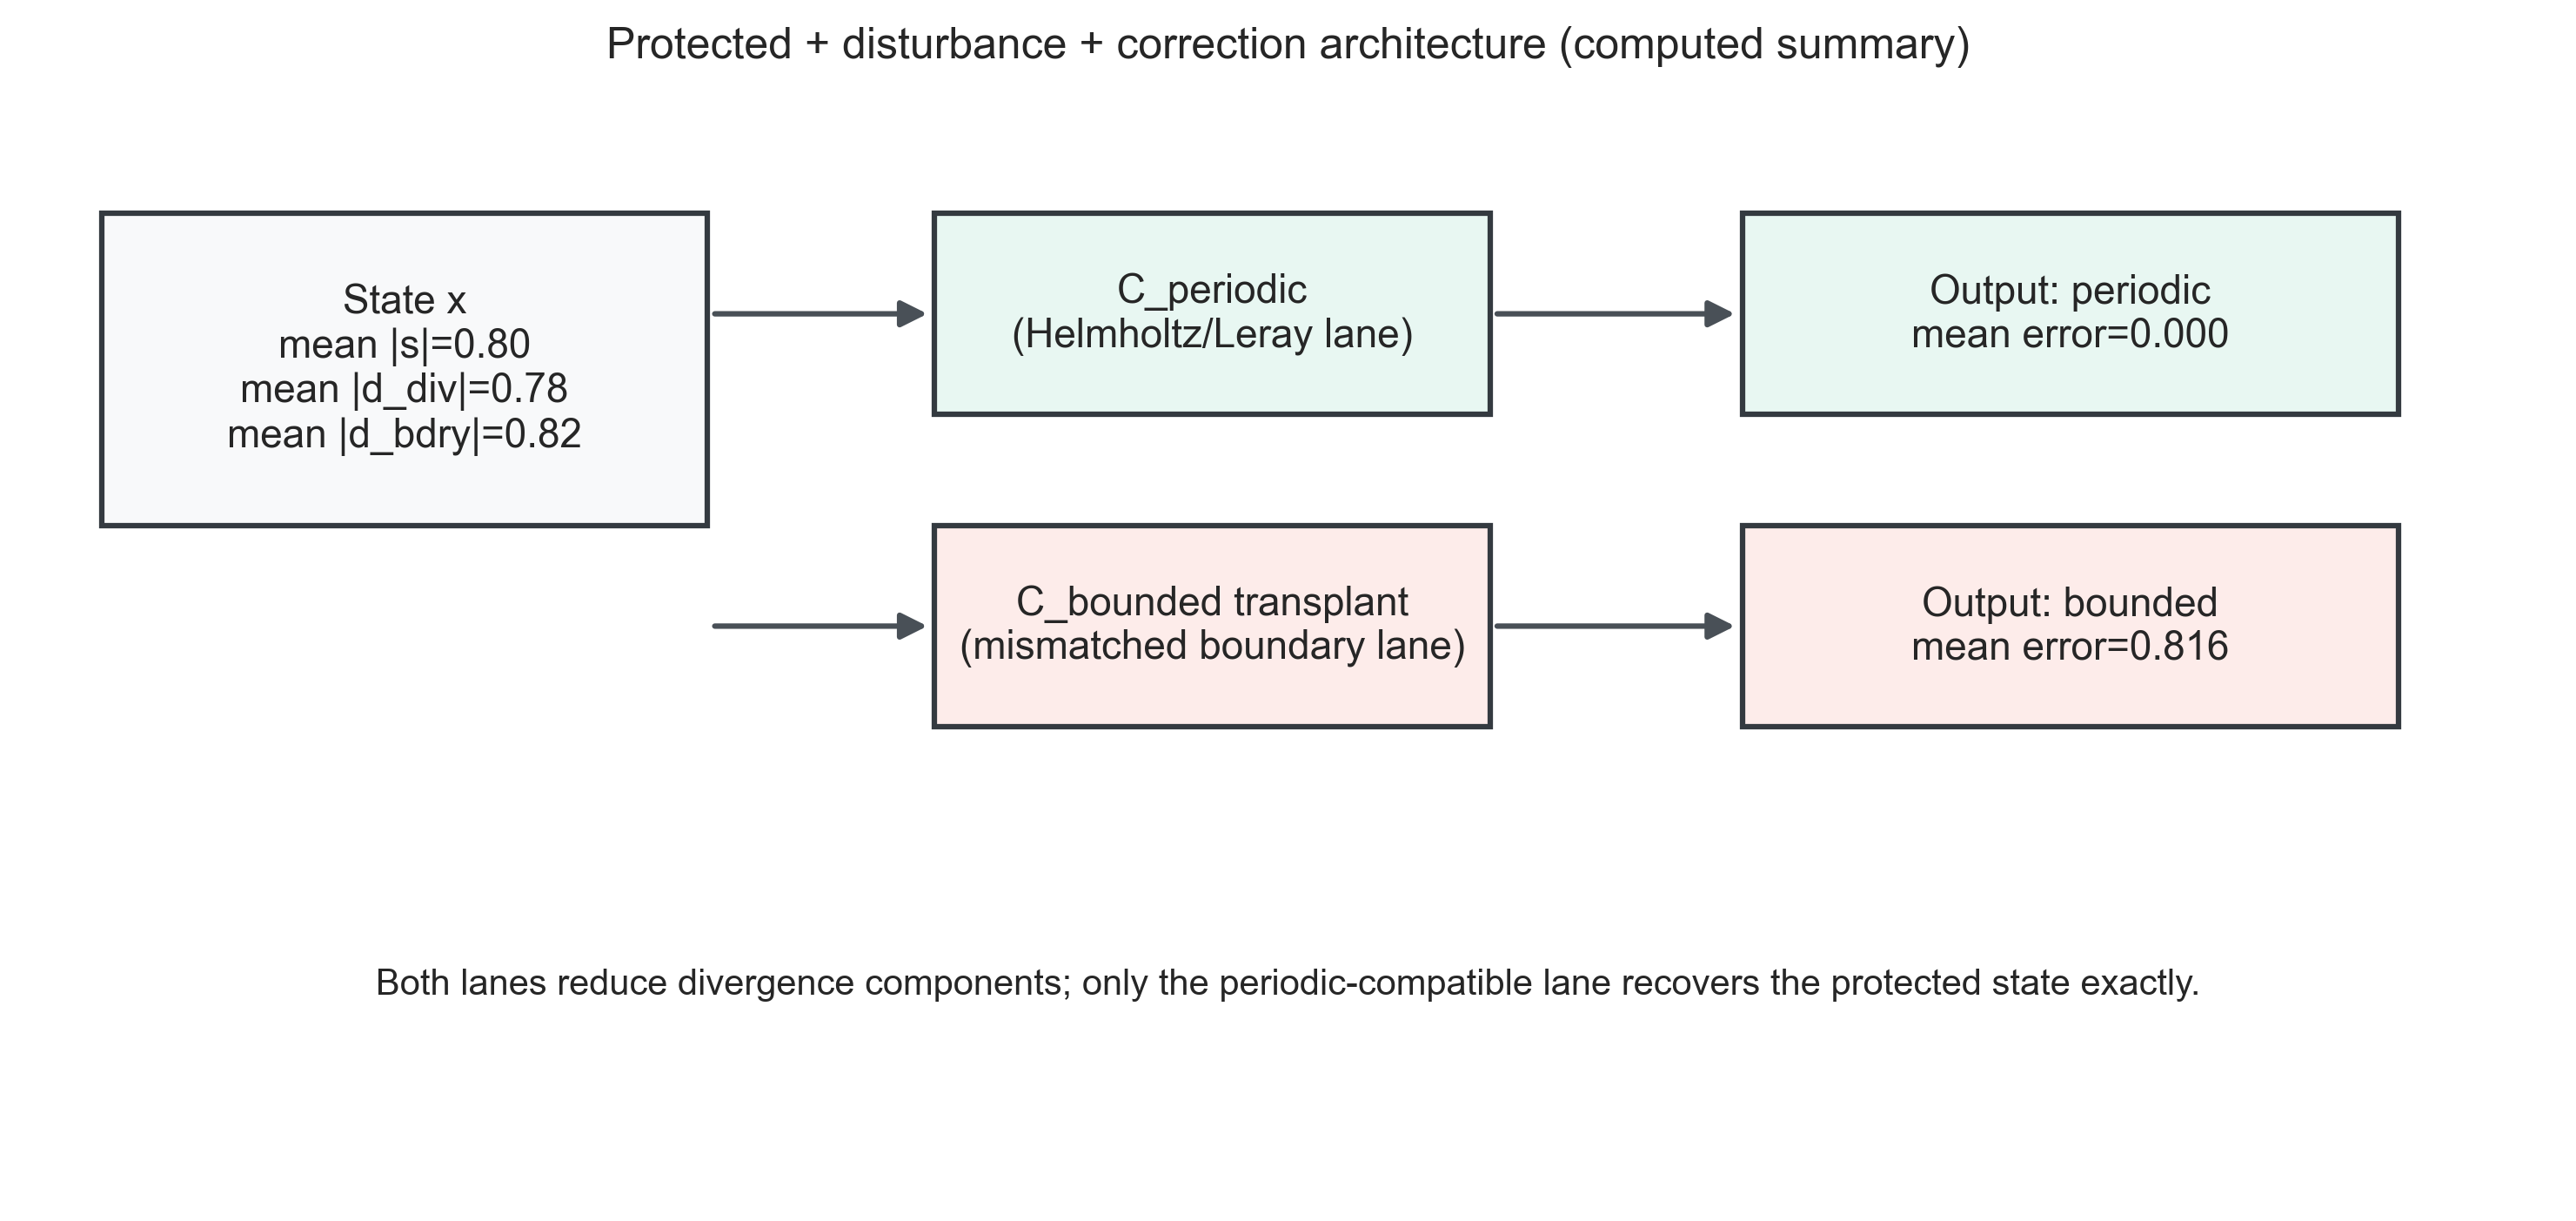 Protected + disturbance + correction architecture (computed summary)
State x
mean |s|=0.80
mean |d_div|=0.78
mean |d_bdry|=0.82
C_periodic
(Helmholtz/Leray lane)
Output: periodic
mean error=0.000
C_bounded transplant
(mismatched boundary lane)
Output: bounded
mean error=0.816
Both lanes reduce divergence components; only the periodic-compatible lane recovers the protected state exactly.